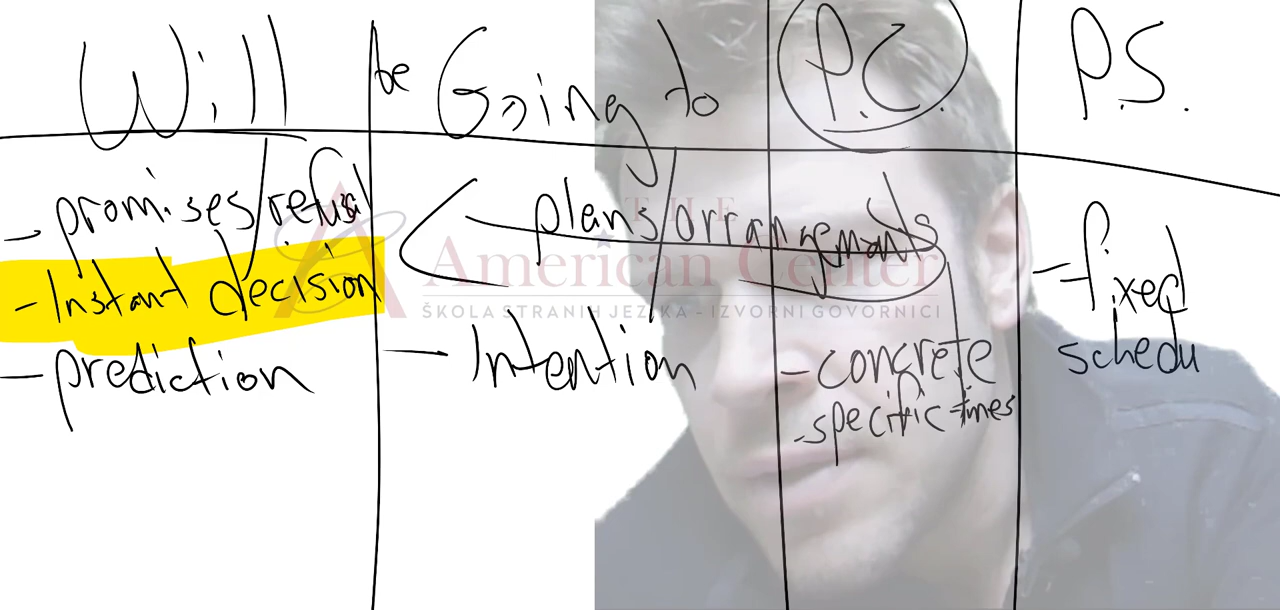 Will
be Going to
P.C.
P.S.
- promises/refusal
- Instant decision
- prediction
plans/arrangements
- Intention
- concrete
- specific times
- fixed
schedu
THE
American Center
ŠKOLA STRANIH JEZIKA - IZVORNI GOVORNICI